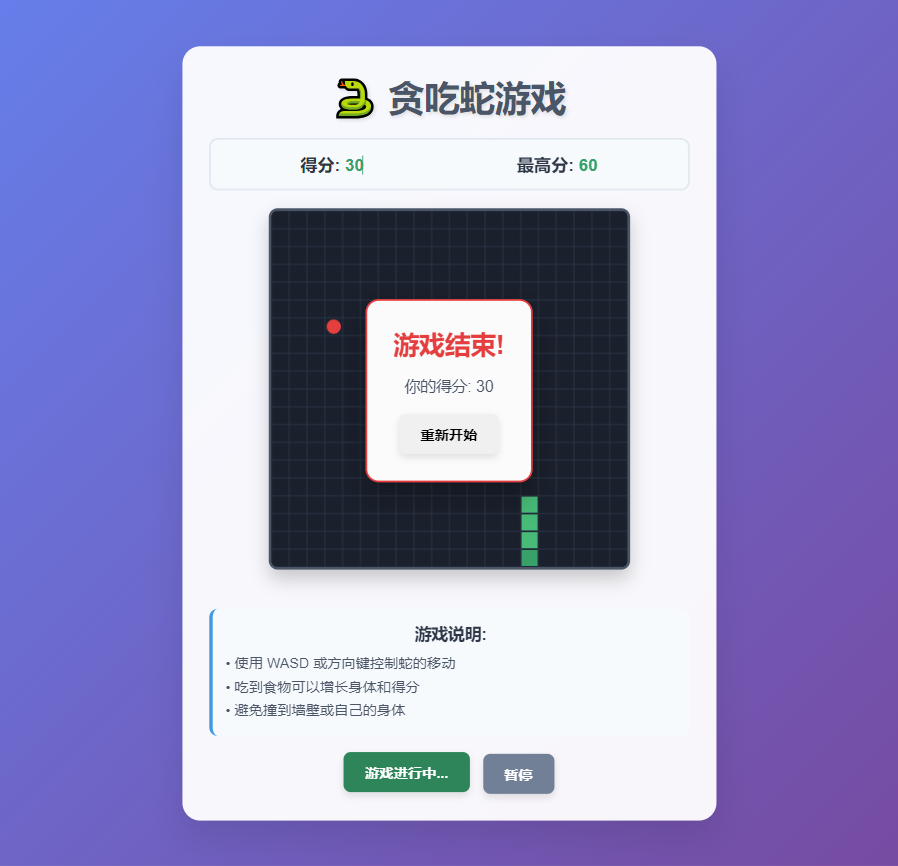 贪吃蛇游戏
得分: 30 最高分: 60
游戏结束!
你的得分: 30
重新开始
游戏说明:
• 使用 WASD 或方向键控制蛇的移动
• 吃到食物可以增长身体和得分
• 避免撞到墙壁或自己的身体
游戏进行中... 暂停